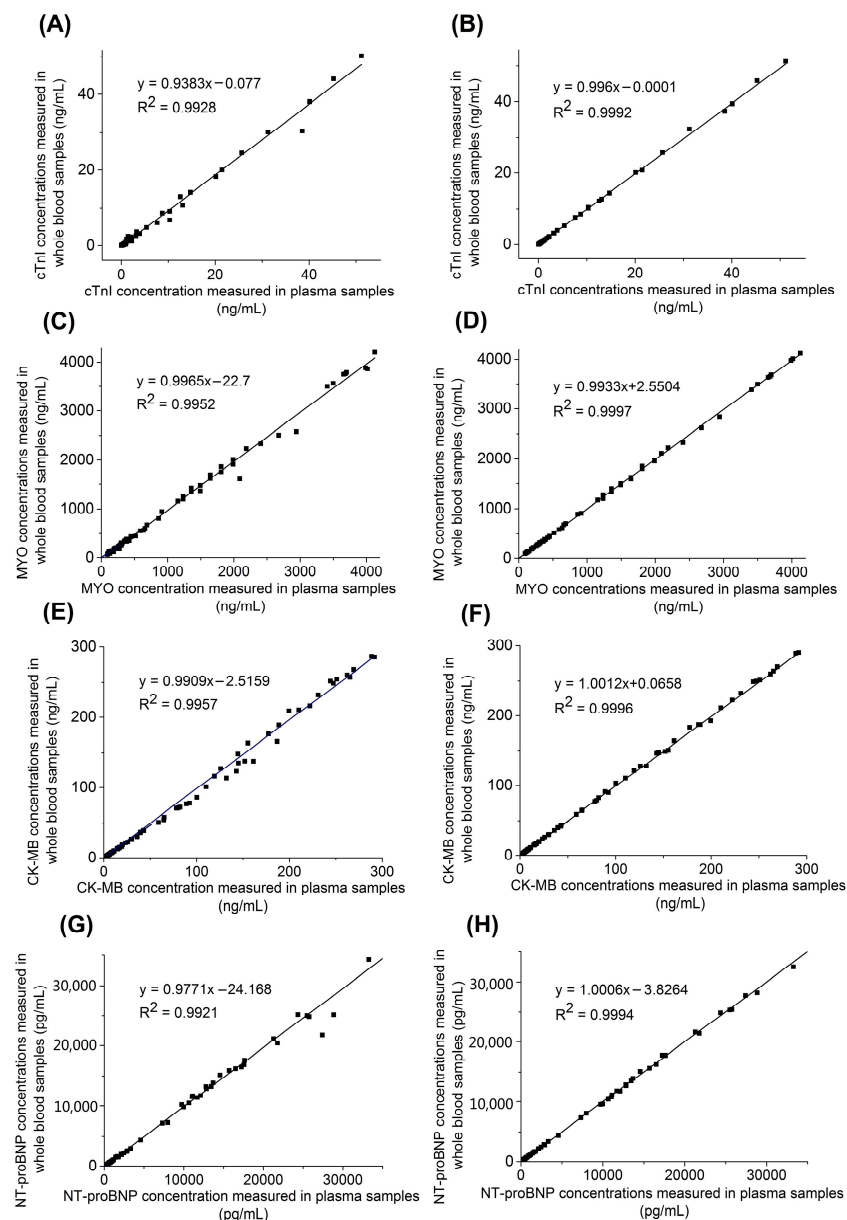 (A)
cTnI concentrations measured in
whole blood samples (ng/mL)
y = 0.9383x−0.077
R2 = 0.9928
40
20
0
0 20 40
cTnI concentration measured in plasma samples
(ng/mL)
(B)
cTnI concentrations measured in
whole blood samples (ng/mL)
y = 0.996x−0.0001
R2 = 0.9992
40
20
0
0 20 40
cTnI concentrations measured in plasma samples
(ng/mL)
(C)
MYO concentrations measured in
whole blood samples (ng/mL)
y = 0.9965x−22.7
R2 = 0.9952
4000
3000
2000
1000
0
0 1000 2000 3000 4000
MYO concentration measured in plasma samples
(ng/mL)
(D)
MYO concentrations measured in
whole blood samples (ng/mL)
y = 0.9933x+2.5504
R2 = 0.9997
4000
3000
2000
1000
0
0 1000 2000 3000 4000
MYO concentrations measured in plasma samples
(ng/mL)
(E)
CK-MB concentrations measured in
whole blood samples (ng/mL)
y = 0.9909x−2.5159
R2 = 0.9957
300
200
100
0
0 100 200 300
CK-MB concentration measured in plasma samples
(ng/mL)
(F)
CK-MB concentrations measured in
whole blood samples (ng/mL)
y = 1.0012x+0.0658
R2 = 0.9996
300
200
100
0
0 100 200 300
CK-MB concentrations measured in plasma samples
(ng/mL)
(G)
NT-proBNP concentrations measured in
whole blood samples (pg/mL)
y = 0.9771x −24.168
R2 = 0.9921
30,000
20,000
10,000
0
0 10000 20000 30000
NT-proBNP concentration measured in plasma samples
(pg/mL)
(H)
NT-proBNP concentrations measured in
whole blood samples (pg/mL)
y = 1.0006x−3.8264
R2 = 0.9994
30,000
20,000
10,000
0
0 10000 20000 30000
NT-proBNP concentrations measured in plasma samples
(pg/mL)